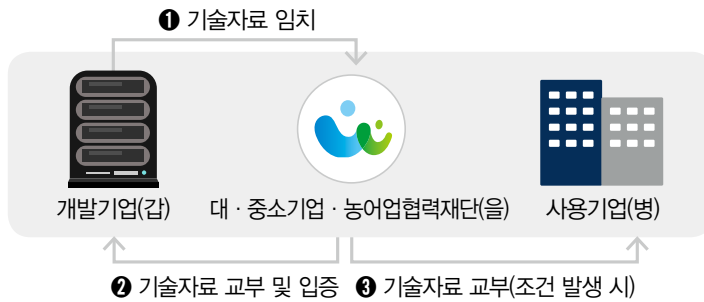 ❶ 기술자료 임치
개발기업(갑) 대 · 중소기업 · 농어업협력재단(을) 사용기업(병)
❷ 기술자료 교부 및 입증 ❸ 기술자료 교부(조건 발생 시)